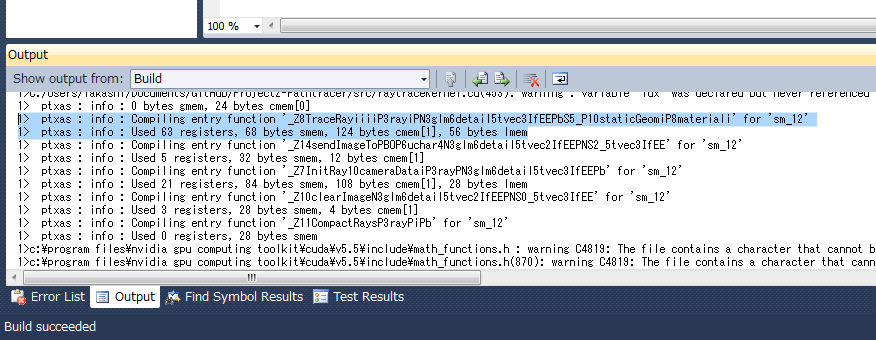 100 %
Output
Show output from: Build
1>C:/Users/Takashi/Documents/GitHub/Project2-Pathtracer/src/raytraceKernel.cu(453): warning : variable "lux" was declared but never referenced
1>  ptxas : info : 0 bytes gmem, 24 bytes cmem[0]
1>  ptxas : info : Compiling entry function '_Z8TraceRayiiiiP3rayiPN3glm6detail5tvec3IfEEPbS5_P10staticGeomiP8materiali' for 'sm_12'
1>  ptxas : info : Used 63 registers, 68 bytes smem, 124 bytes cmem[1], 56 bytes lmem
1>  ptxas : info : Compiling entry function '_Z14sendImageToPBOP6uchar4N3glm6detail5tvec2IfEEPNS2_5tvec3IfEE' for 'sm_12'
1>  ptxas : info : Used 5 registers, 32 bytes smem, 12 bytes cmem[1]
1>  ptxas : info : Compiling entry function '_Z7InitRay10cameraDataiP3rayPN3glm6detail5tvec3IfEEPb' for 'sm_12'
1>  ptxas : info : Used 21 registers, 84 bytes smem, 108 bytes cmem[1], 28 bytes lmem
1>  ptxas : info : Compiling entry function '_Z10clearImageN3glm6detail5tvec2IfEEPNS0_5tvec3IfEE' for 'sm_12'
1>  ptxas : info : Used 3 registers, 28 bytes smem, 4 bytes cmem[1]
1>  ptxas : info : Compiling entry function '_Z11CompactRaysP3rayPiPb' for 'sm_12'
1>  ptxas : info : Used 0 registers, 28 bytes smem
1>c:¥program files¥nvidia gpu computing toolkit¥cuda¥v5.5¥include¥math_functions.h : warning C4819: The file contains a character that cannot b
1>c:¥program files¥nvidia gpu computing toolkit¥cuda¥v5.5¥include¥math_functions.h(870): warning C4819: The file contains a character that cann
Error List Output Find Symbol Results Test Results
Build succeeded